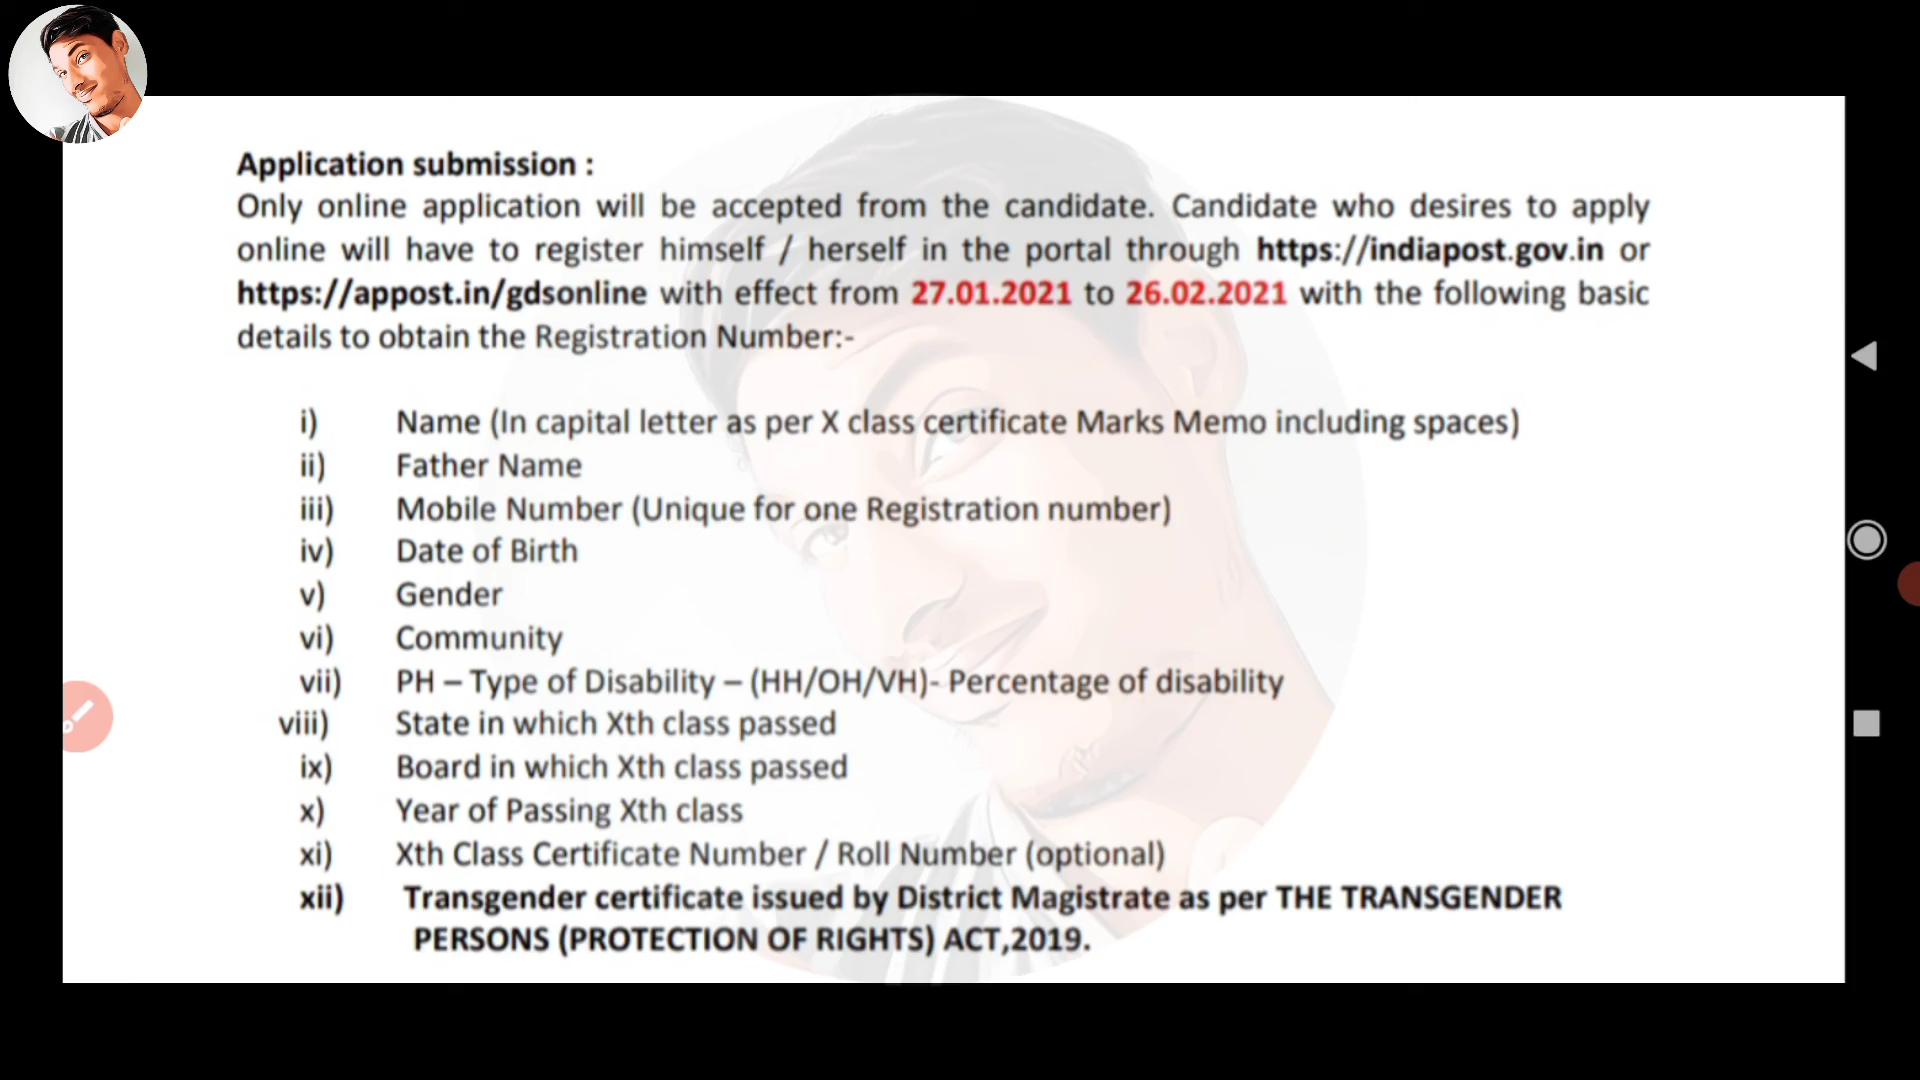 Application submission :
Only online application will be accepted from the candidate. Candidate who desires to apply
online will have to register himself / herself in the portal through https://indiapost.gov.in or
https://appost.in/gdsonline with effect from 27.01.2021 to 26.02.2021 with the following basic
details to obtain the Registration Number:-
i) Name (In capital letter as per X class certificate Marks Memo including spaces)
ii) Father Name
iii) Mobile Number (Unique for one Registration number)
iv) Date of Birth
v) Gender
vi) Community
vii) PH – Type of Disability – (HH/OH/VH)- Percentage of disability
viii) State in which Xth class passed
ix) Board in which Xth class passed
x) Year of Passing Xth class
xi) Xth Class Certificate Number / Roll Number (optional)
xii) Transgender certificate issued by District Magistrate as per THE TRANSGENDER
PERSONS (PROTECTION OF RIGHTS) ACT,2019.